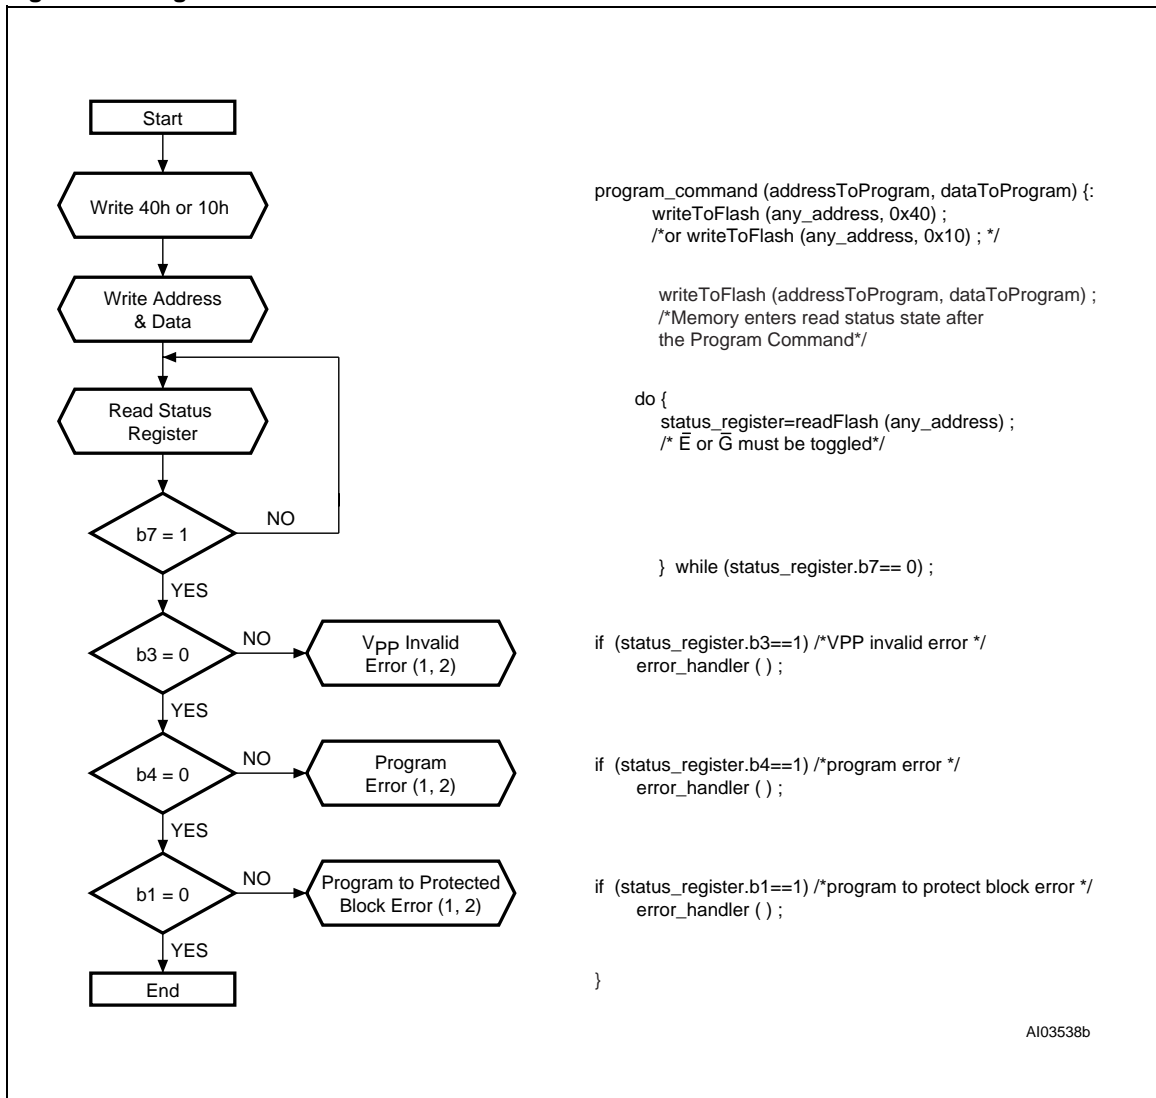 Start
Write 40h or 10h
Write Address
& Data
Read Status
Register
b7 = 1
NO
YES
b3 = 0
NO
VPP Invalid
Error (1, 2)
YES
b4 = 0
NO
Program
Error (1, 2)
YES
b1 = 0
NO
Program to Protected
Block Error (1, 2)
YES
End
program_command (addressToProgram, dataToProgram) {:
writeToFlash (any_address, 0x40) ;
/*or writeToFlash (any_address, 0x10) ; */
writeToFlash (addressToProgram, dataToProgram) ;
/*Memory enters read status state after
the Program Command*/
do {
status_register=readFlash (any_address) ;
/* E̅ or G̅ must be toggled*/
} while (status_register.b7== 0) ;
if (status_register.b3==1) /*VPP invalid error */
error_handler ( ) ;
if (status_register.b4==1) /*program error */
error_handler ( ) ;
if (status_register.b1==1) /*program to protect block error */
error_handler ( ) ;
}
AI03538b